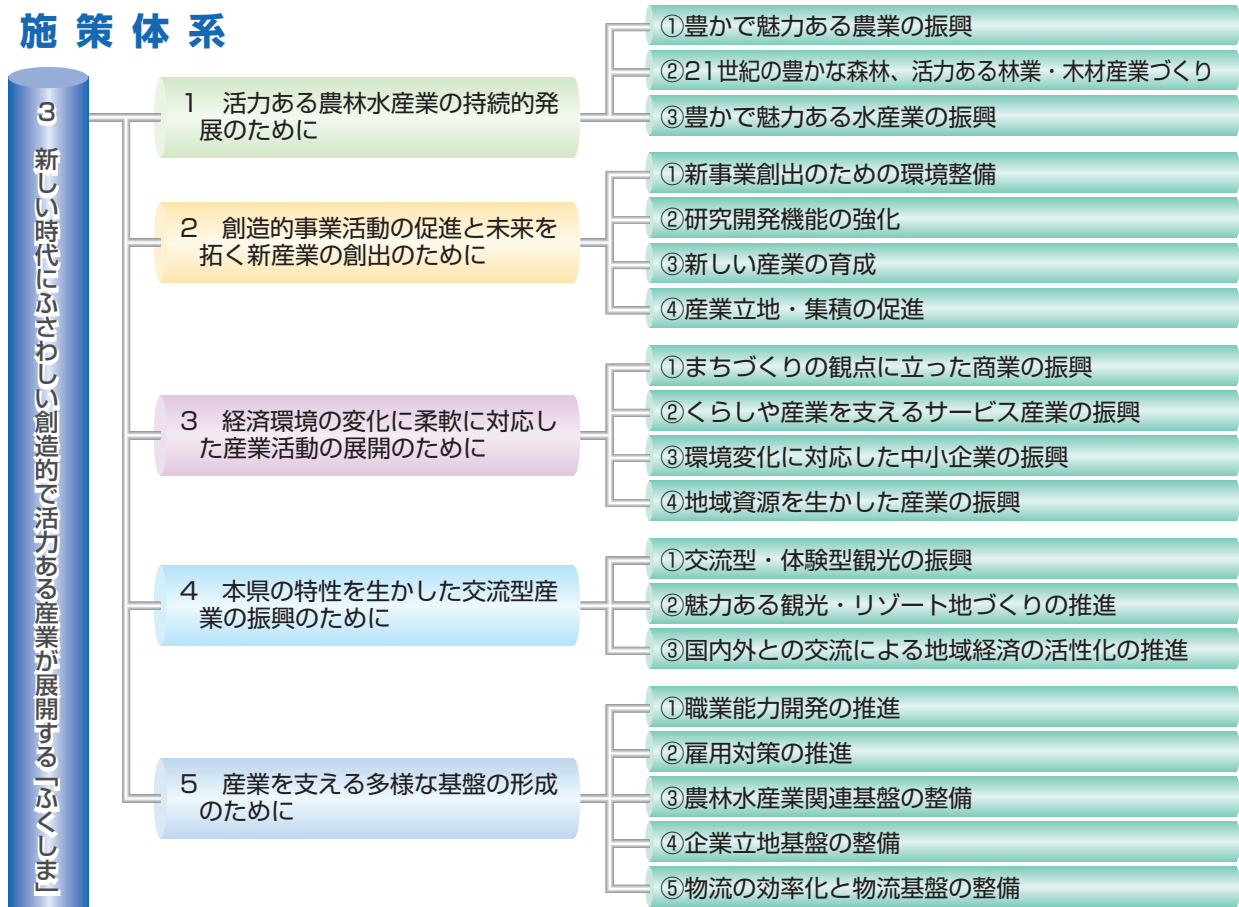 施策体系
3 新しい時代にふさわしい創造的で活力ある産業が展開する「ふくしま」
1 活力ある農林水産業の持続的発
展のために
①豊かで魅力ある農業の振興
②21世紀の豊かな森林、活力ある林業・木材産業づくり
③豊かで魅力ある水産業の振興
2 創造的事業活動の促進と未来を
拓く新産業の創出のために
①新事業創出のための環境整備
②研究開発機能の強化
③新しい産業の育成
④産業立地・集積の促進
3 経済環境の変化に柔軟に対応し
た産業活動の展開のために
①まちづくりの観点に立った商業の振興
②くらしや産業を支えるサービス産業の振興
③環境変化に対応した中小企業の振興
④地域資源を生かした産業の振興
4 本県の特性を生かした交流型産
業の振興のために
①交流型・体験型観光の振興
②魅力ある観光・リゾート地づくりの推進
③国内外との交流による地域経済の活性化の推進
5 産業を支える多様な基盤の形成
のために
①職業能力開発の推進
②雇用対策の推進
③農林水産業関連基盤の整備
④企業立地基盤の整備
⑤物流の効率化と物流基盤の整備